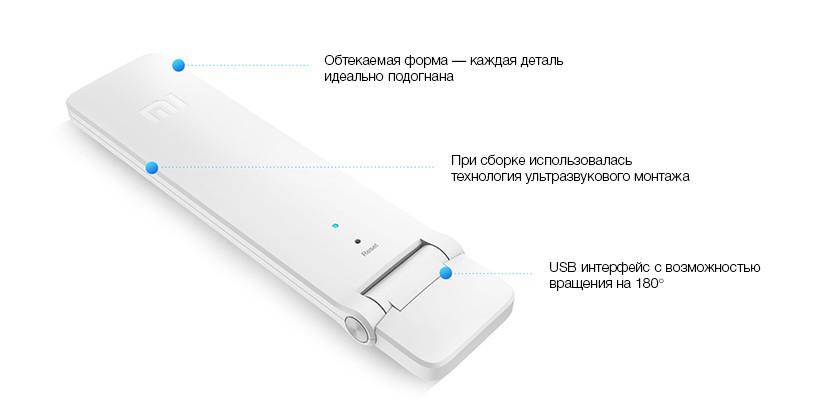 Обтекаемая форма — каждая деталь
идеально подогнана
При сборке использовалась
технология ультразвукового монтажа
Reset
USB интерфейс с возможностью
вращения на 180°